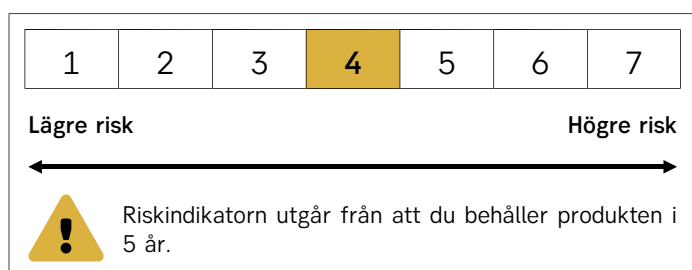 1 2 3 4 5 6 7
Lägre risk Högre risk
Riskindikatorn utgår från att du behåller produkten i
5 år.